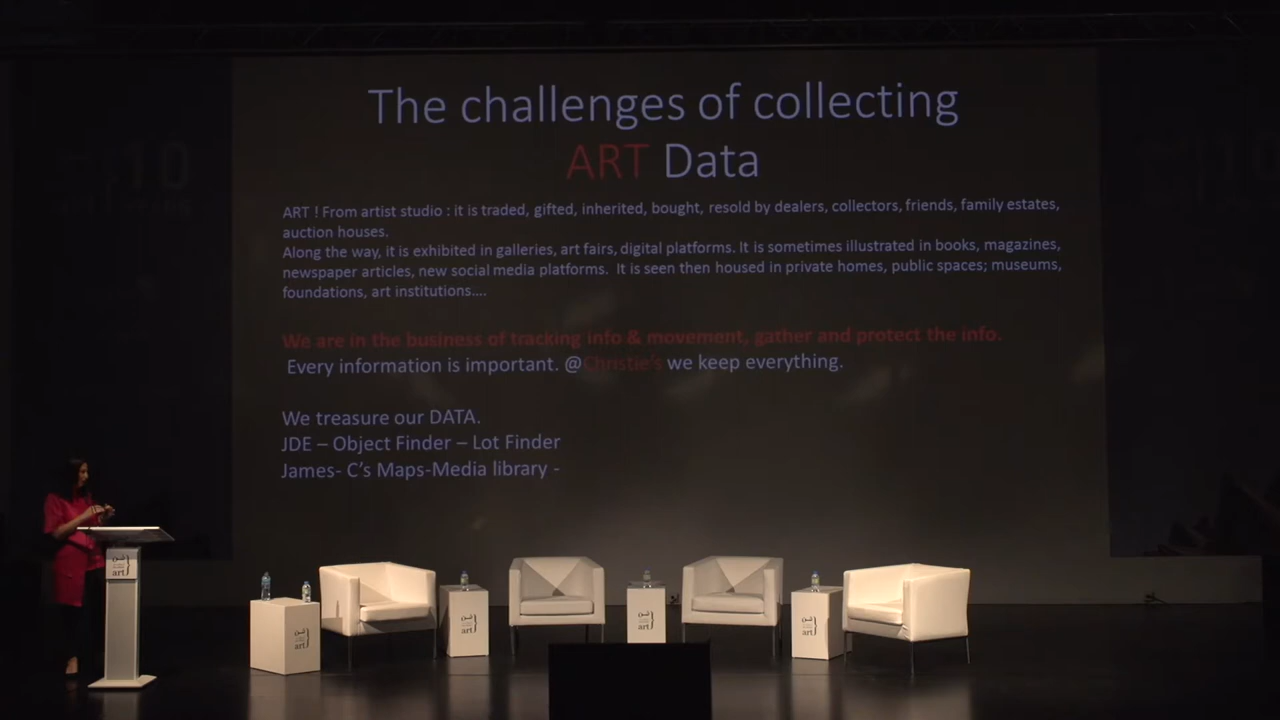 The challenges of collecting
ART Data
ART ! From artist studio : it is traded, gifted, inherited, bought, resold by dealers, collectors, friends, family estates,
auction houses.
Along the way, it is exhibited in galleries, art fairs, digital platforms. It is sometimes illustrated in books, magazines,
newspaper articles, new social media platforms.  It is seen then housed in private homes, public spaces; museums,
foundations, art institutions....
We are in the business of tracking info & movement, gather and protect the info.
Every information is important. @Christie's we keep everything.
We treasure our DATA.
JDE – Object Finder – Lot Finder
James- C's Maps-Media library -
art
art
art
art
art